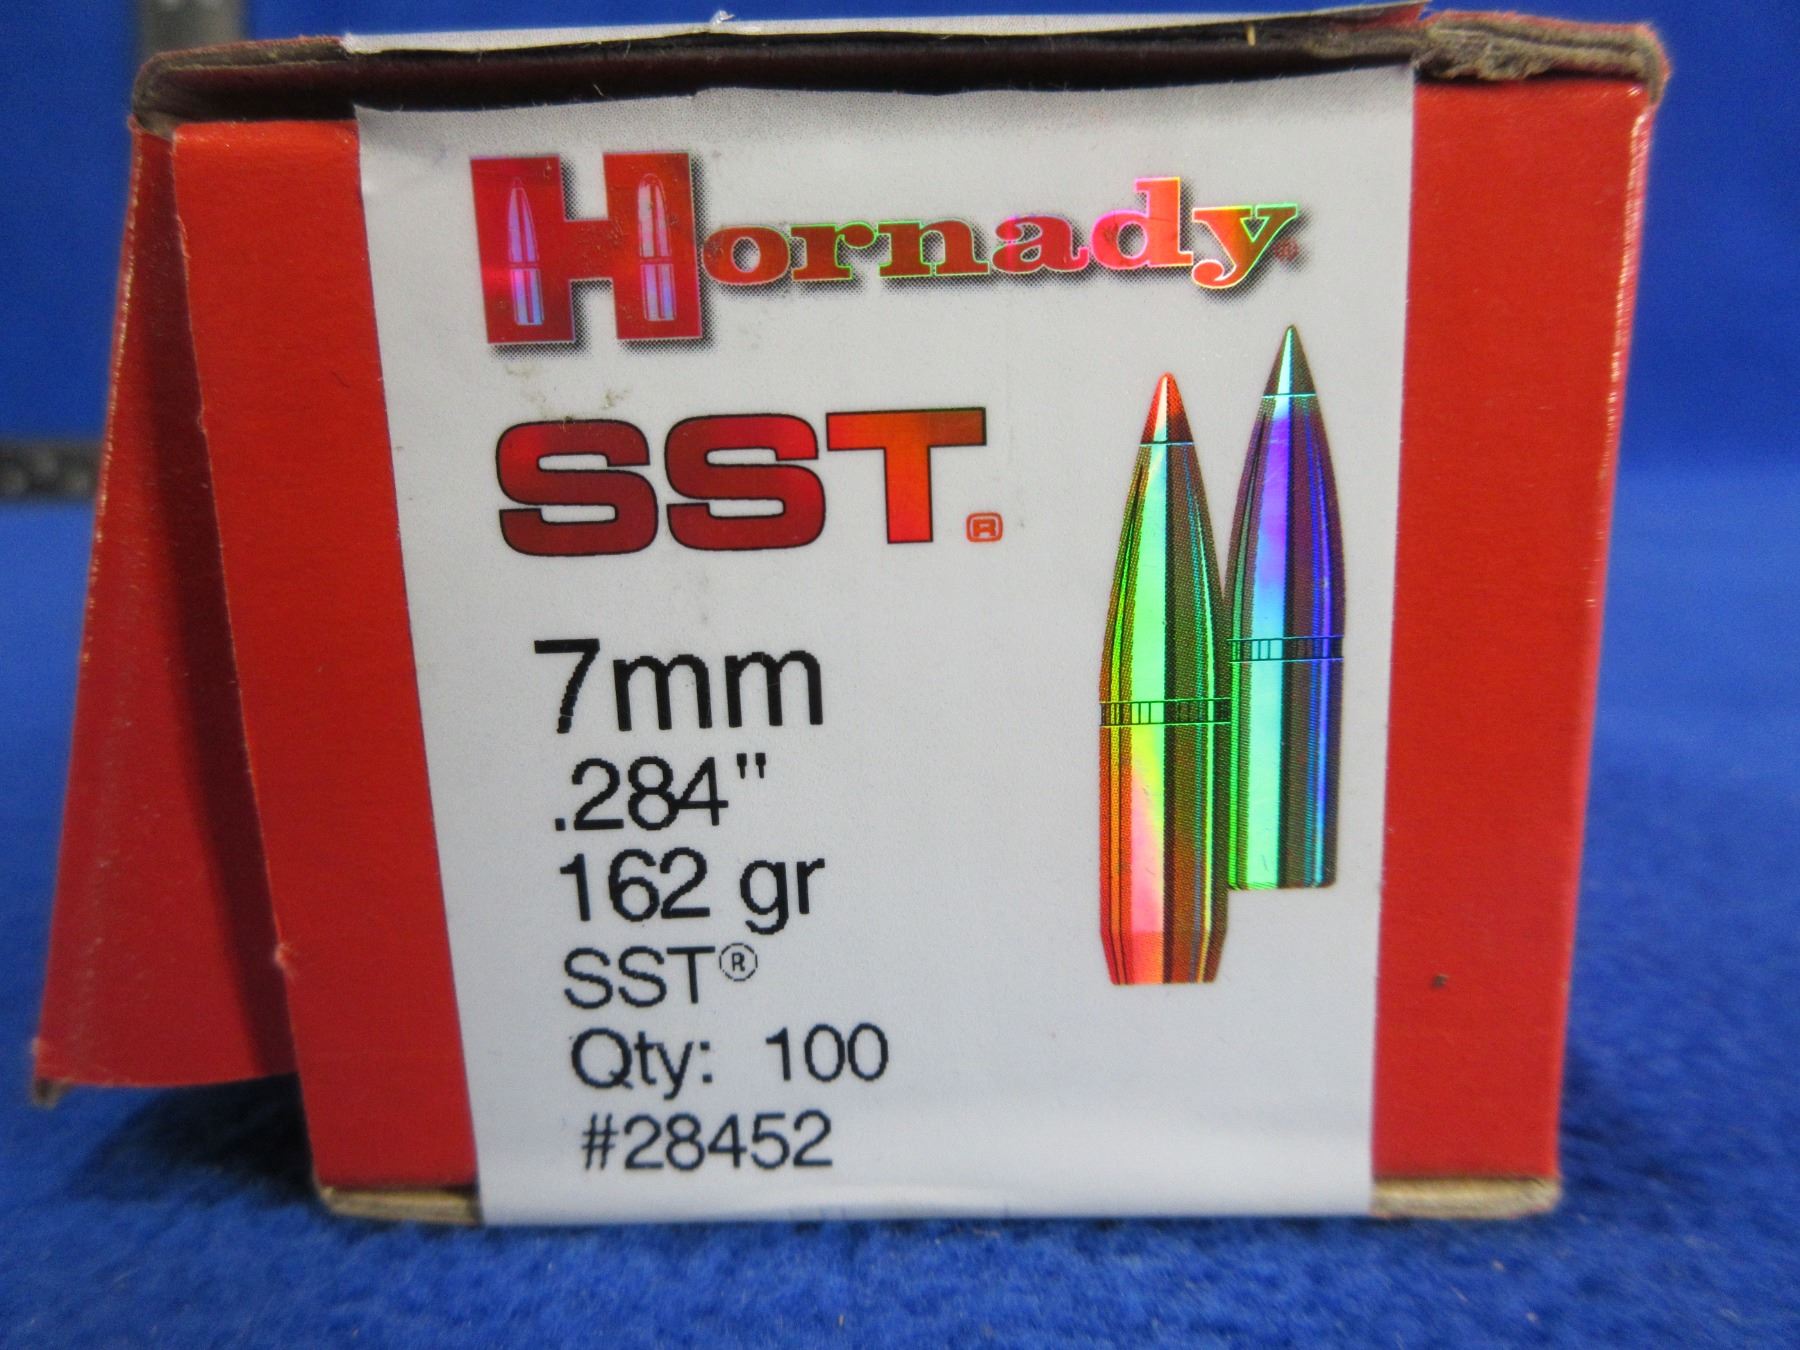 Hornady®
SST®
7mm
.284"
162 gr
SST®
Qty: 100
#28452